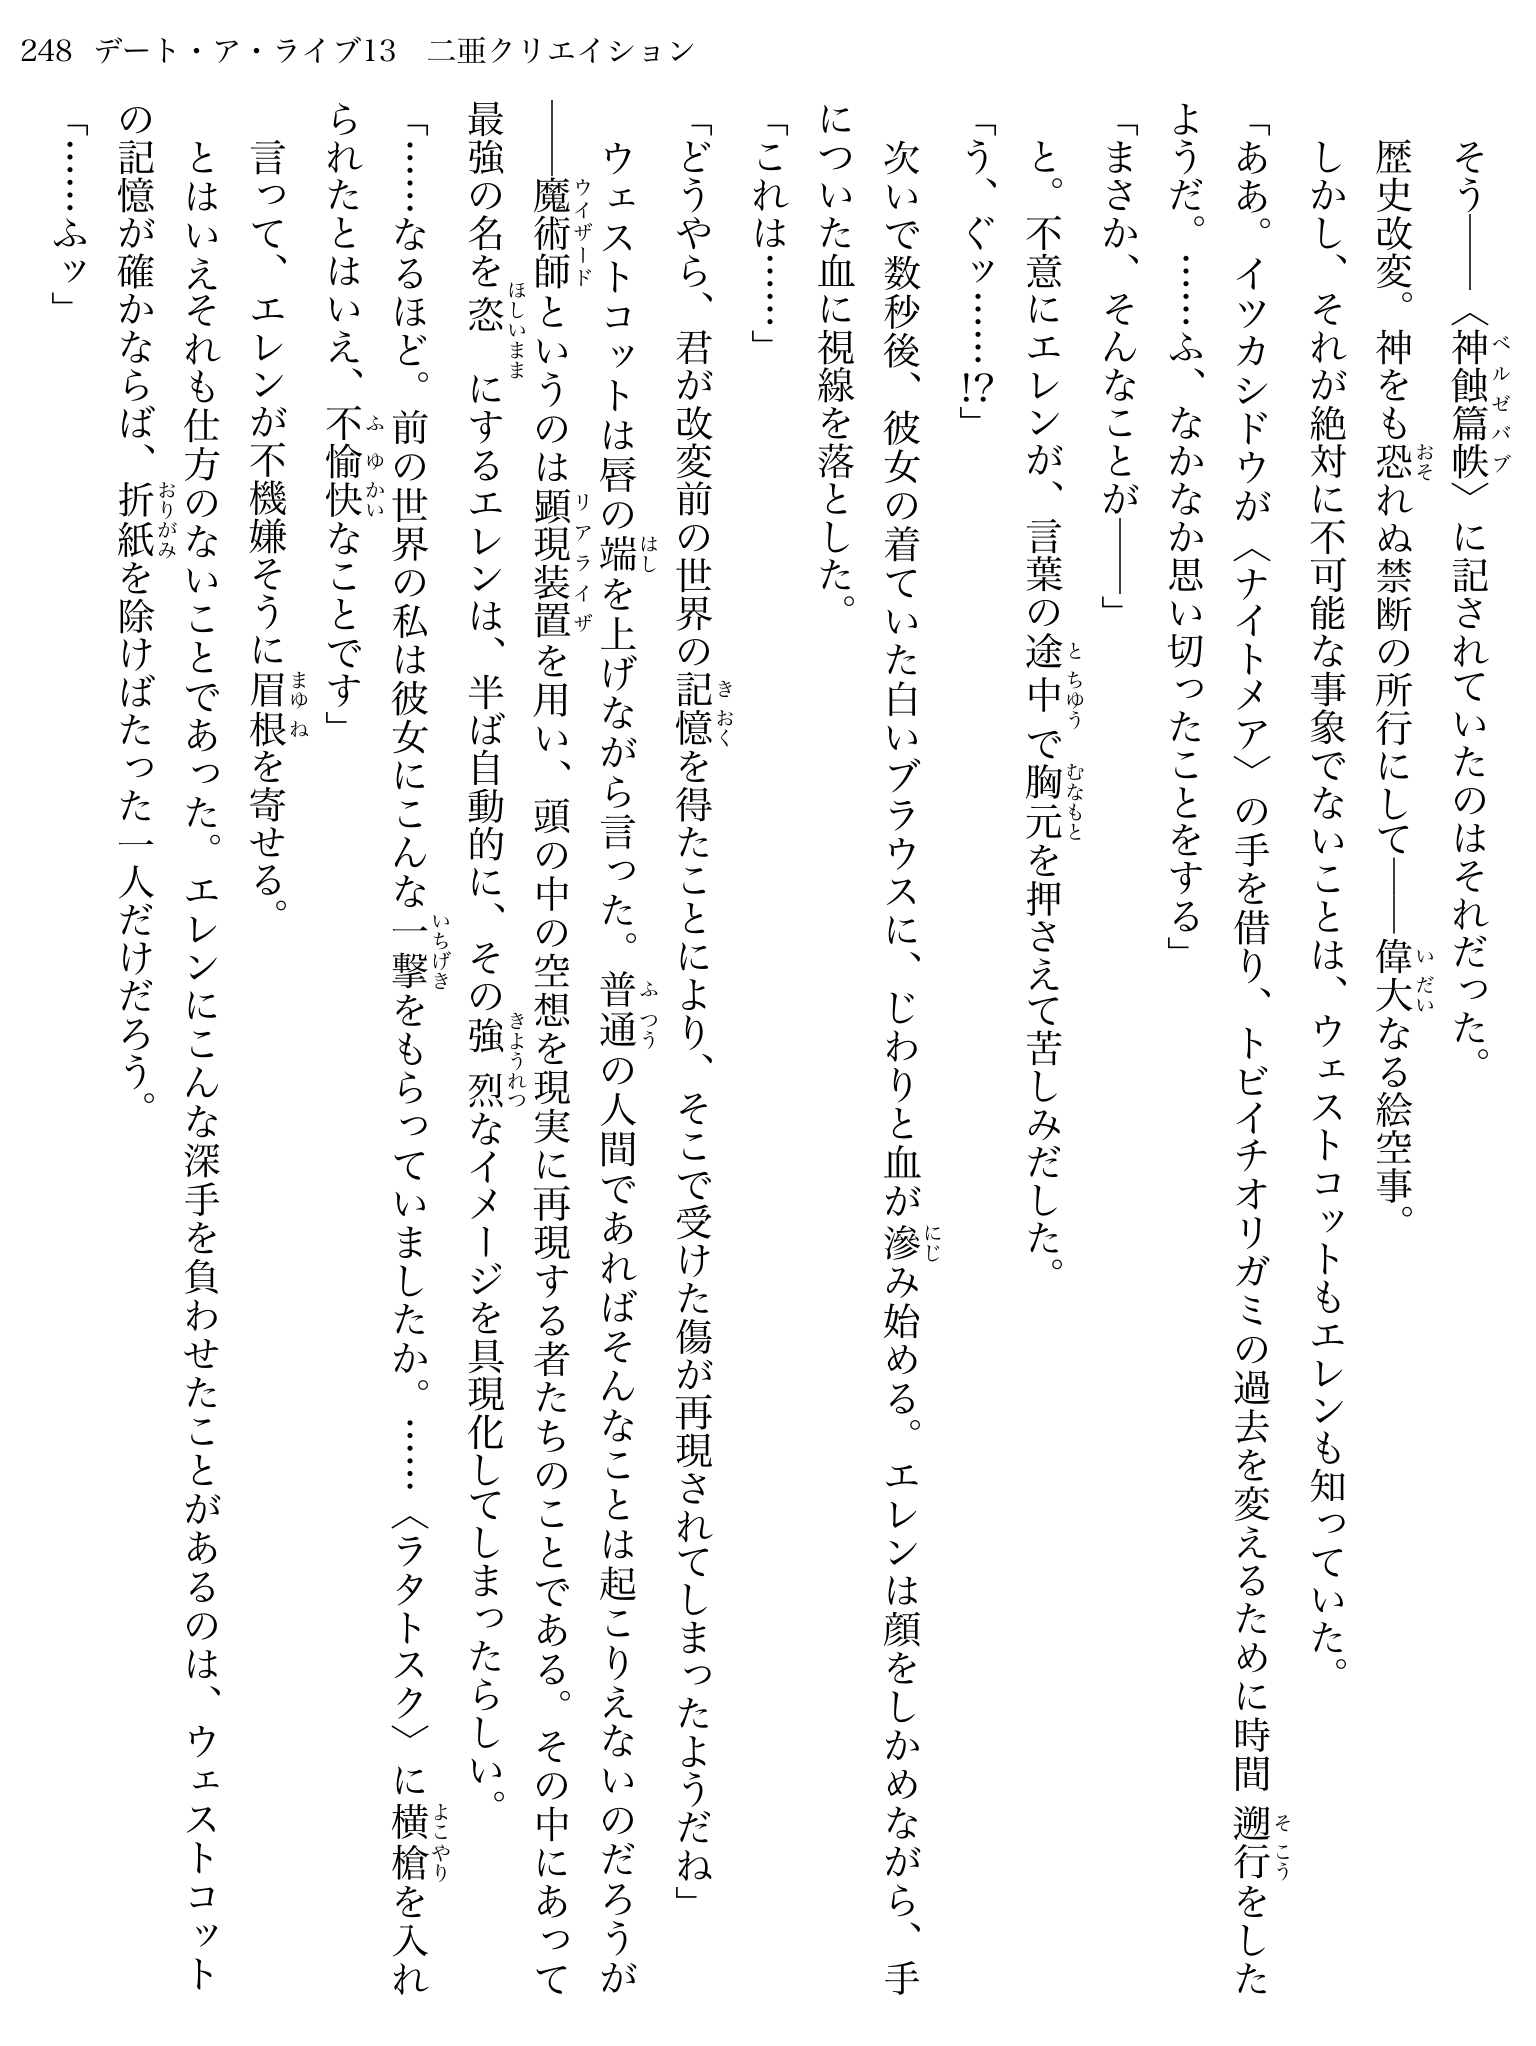 248 デート・ア・ライブ13　二亜クリエイション
　そう――〈神蝕篇帙〉に記されていたのはそれだった。
　歴史改変。神をも恐れぬ禁断の所行にして――偉大なる絵空事。
　しかし、それが絶対に不可能な事象でないことは、ウェストコットもエレンも知っていた。
「ああ。イツカシドウが〈ナイトメア〉の手を借り、トビイチオリガミの過去を変えるために時間遡行をした
ようだ。……ふ、なかなか思い切ったことをする」
「まさか、そんなことが――」
　と。不意にエレンが、言葉の途中で胸元を押さえて苦しみだした。
「う、ぐッ……!?」
　次いで数秒後、彼女の着ていた白いブラウスに、じわりと血が滲み始める。エレンは顔をしかめながら、手
についた血に視線を落とした。
「これは……」
「どうやら、君が改変前の世界の記憶を得たことにより、そこで受けた傷が再現されてしまったようだね」
　ウェストコットは唇の端を上げながら言った。普通の人間であればそんなことは起こりえないのだろうが
――魔術師というのは顕現装置を用い、頭の中の空想を現実に再現する者たちのことである。その中にあって
最強の名を恣にするエレンは、半ば自動的に、その強烈なイメージを具現化してしまったらしい。
「……なるほど。前の世界の私は彼女にこんな一撃をもらっていましたか。……〈ラタトスク〉に横槍を入れ
られたとはいえ、不愉快なことです」
　言って、エレンが不機嫌そうに眉根を寄せる。
　とはいえそれも仕方のないことであった。エレンにこんな深手を負わせたことがあるのは、ウェストコット
の記憶が確かならば、折紙を除けばたった一人だけだろう。
「……ふッ」